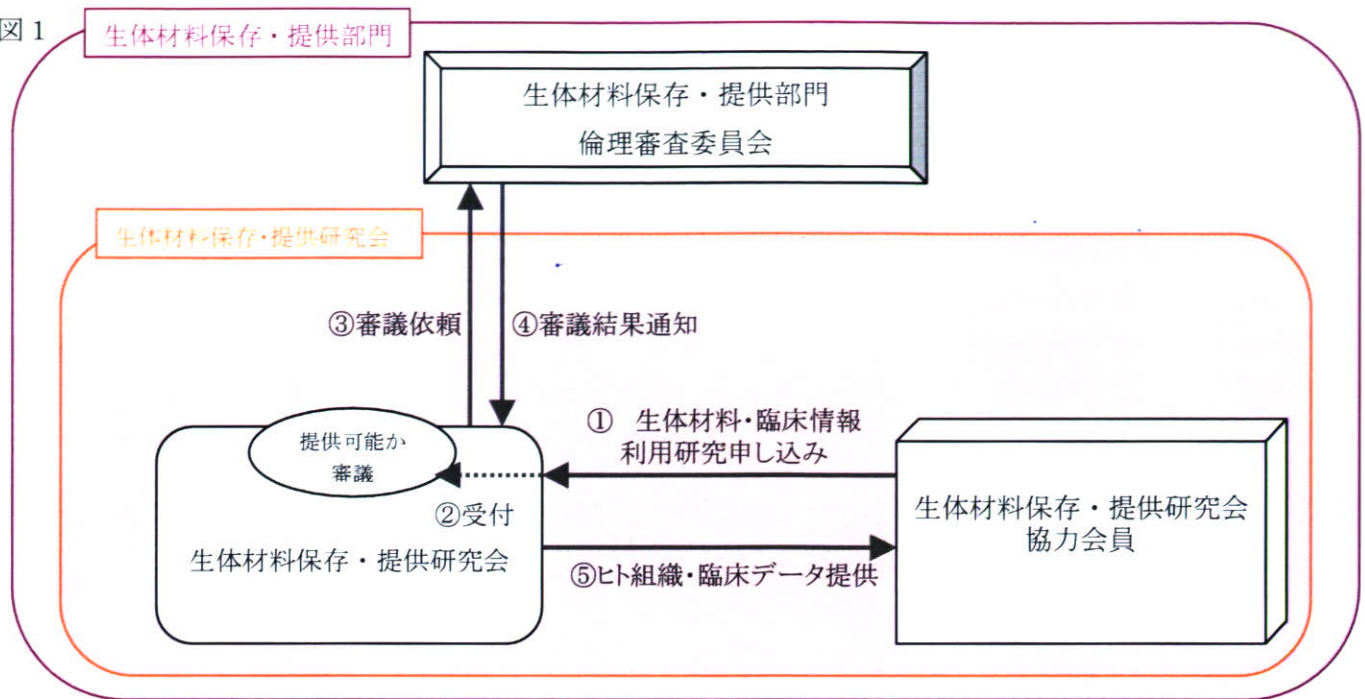 図1
生体材料保存・提供部門
生体材料保存・提供部門
倫理審査委員会
生体材料保存・提供研究会
③審議依頼
④審議結果通知
提供可能か
審議
① 生体材料・臨床情報
利用研究申し込み
②受付
生体材料保存・提供研究会
生体材料保存・提供研究会
協力会員
⑤ヒト組織・臨床データ提供